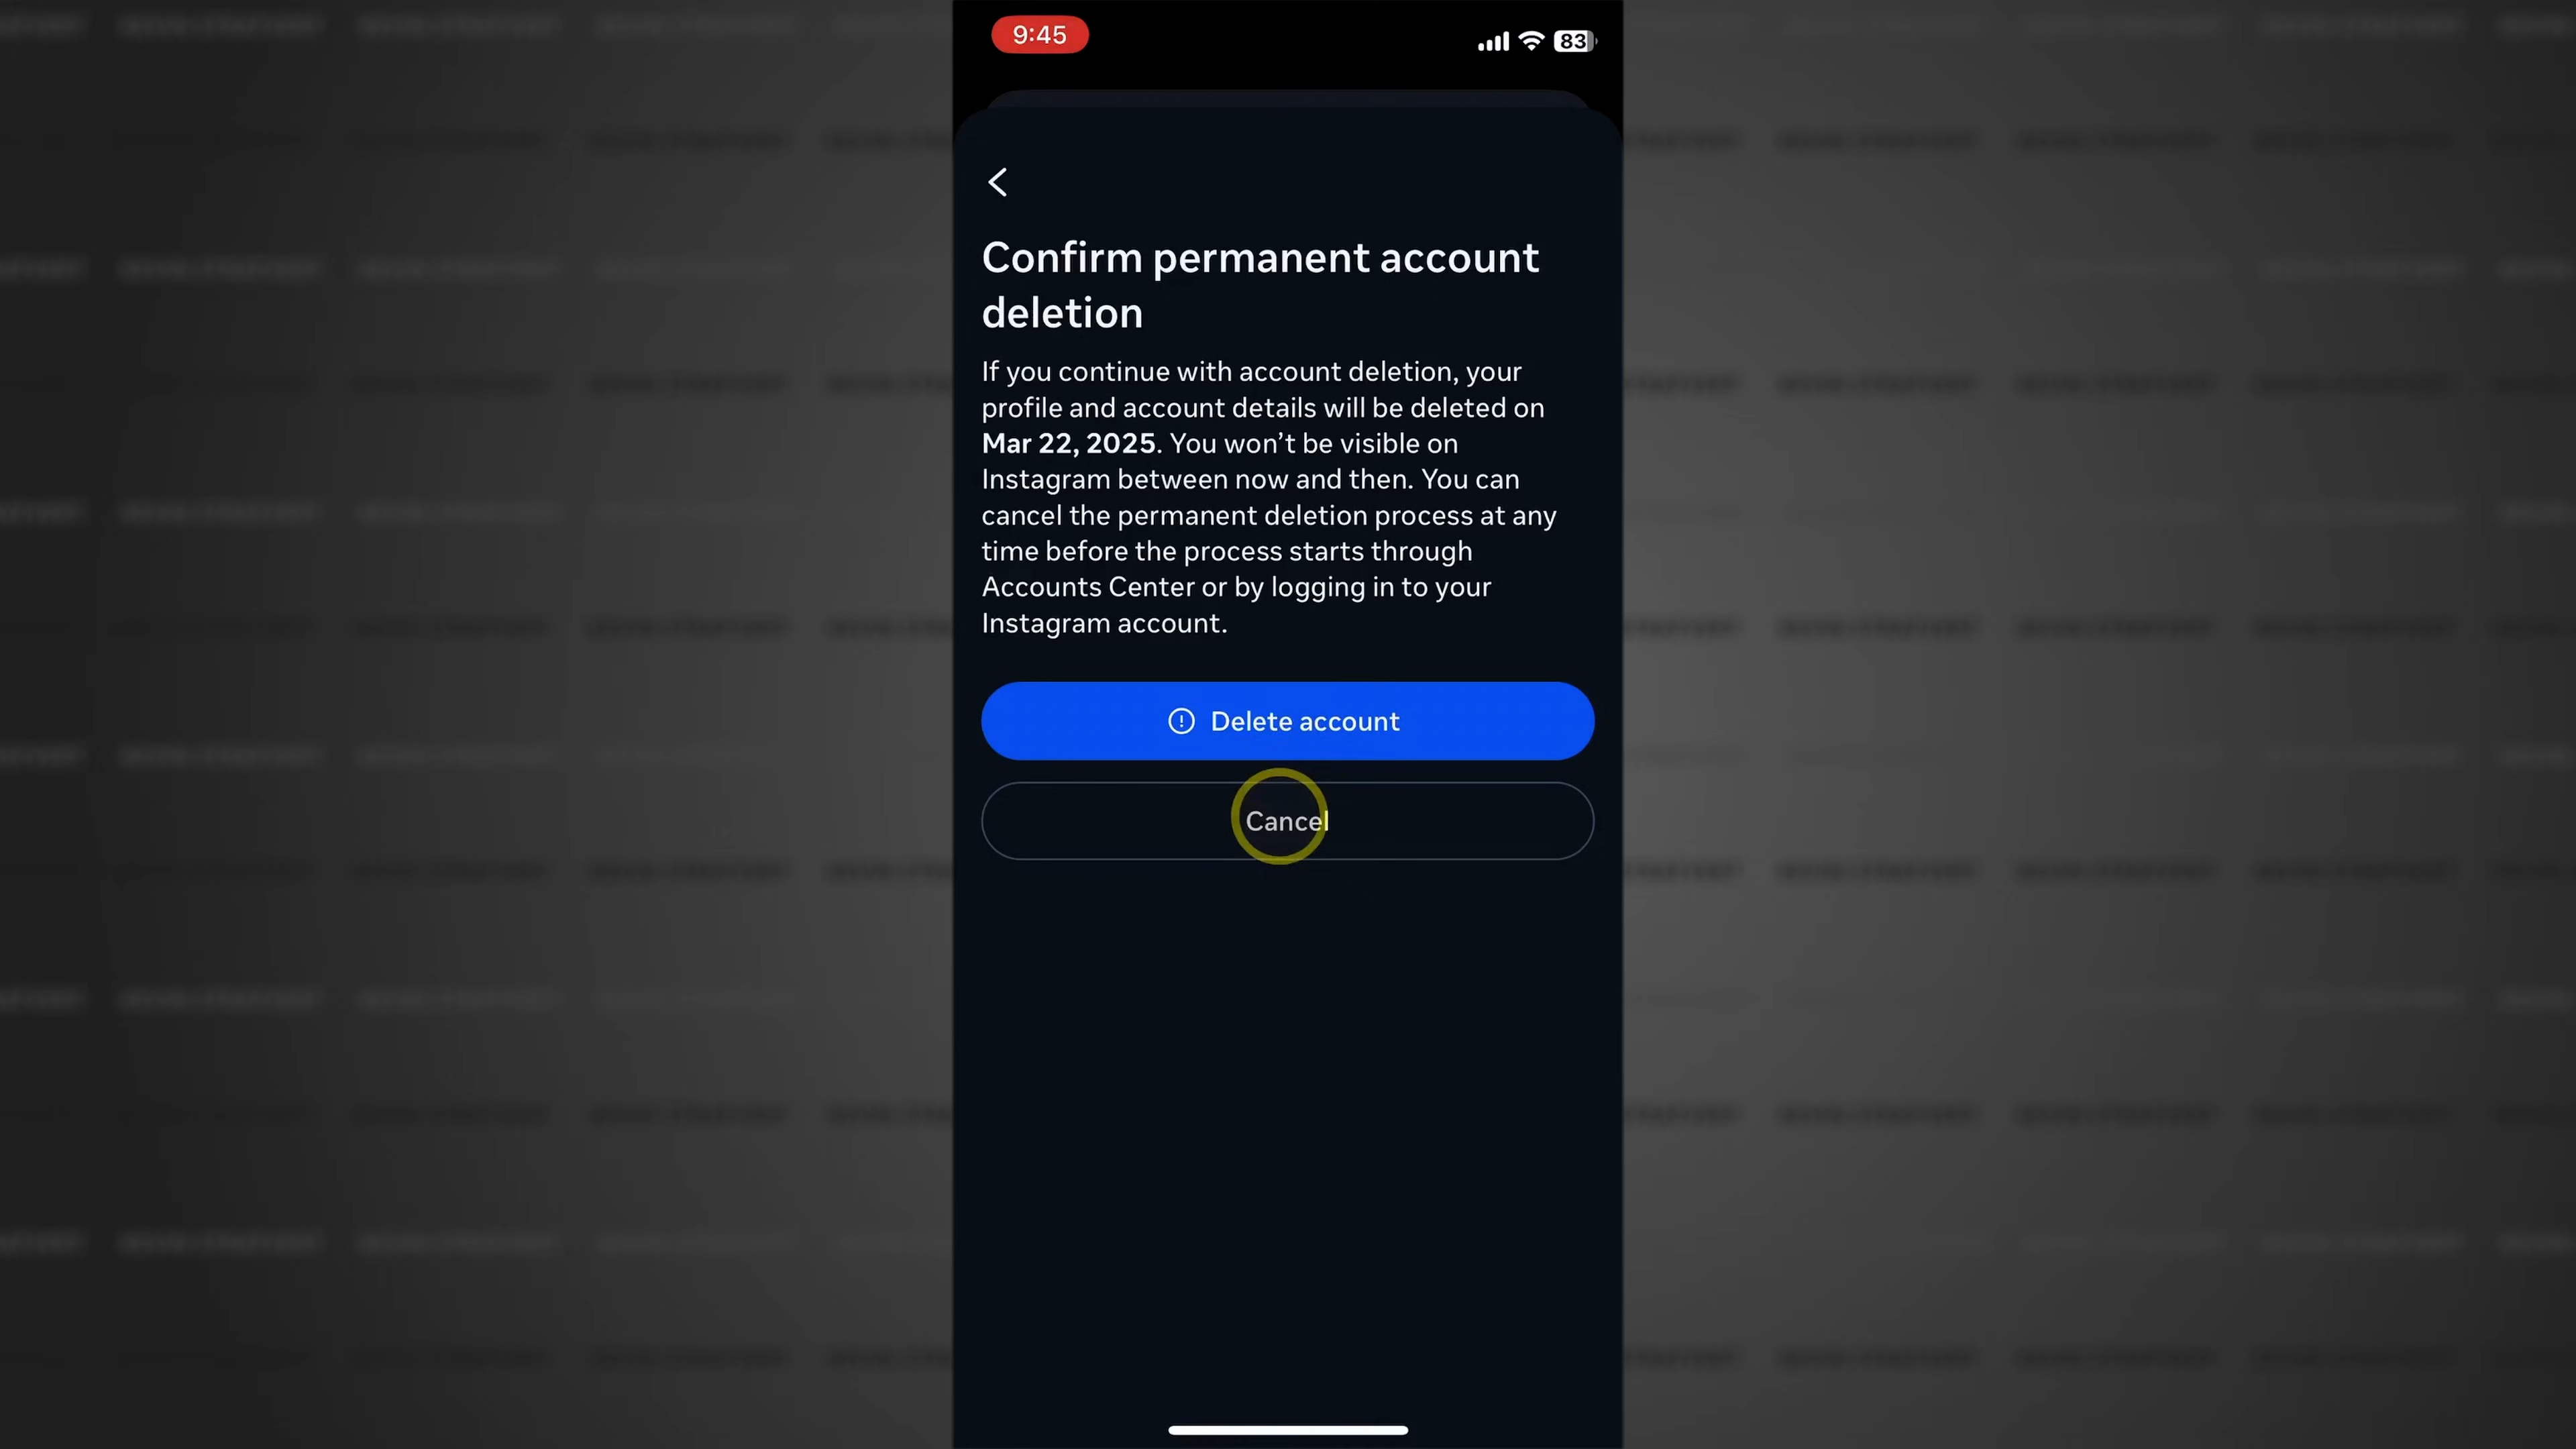 9:45
83
Confirm permanent account
deletion
If you continue with account deletion, your
profile and account details will be deleted on
Mar 22, 2025. You won't be visible on
Instagram between now and then. You can
cancel the permanent deletion process at any
time before the process starts through
Accounts Center or by logging in to your
Instagram account.
Delete account
Cancel